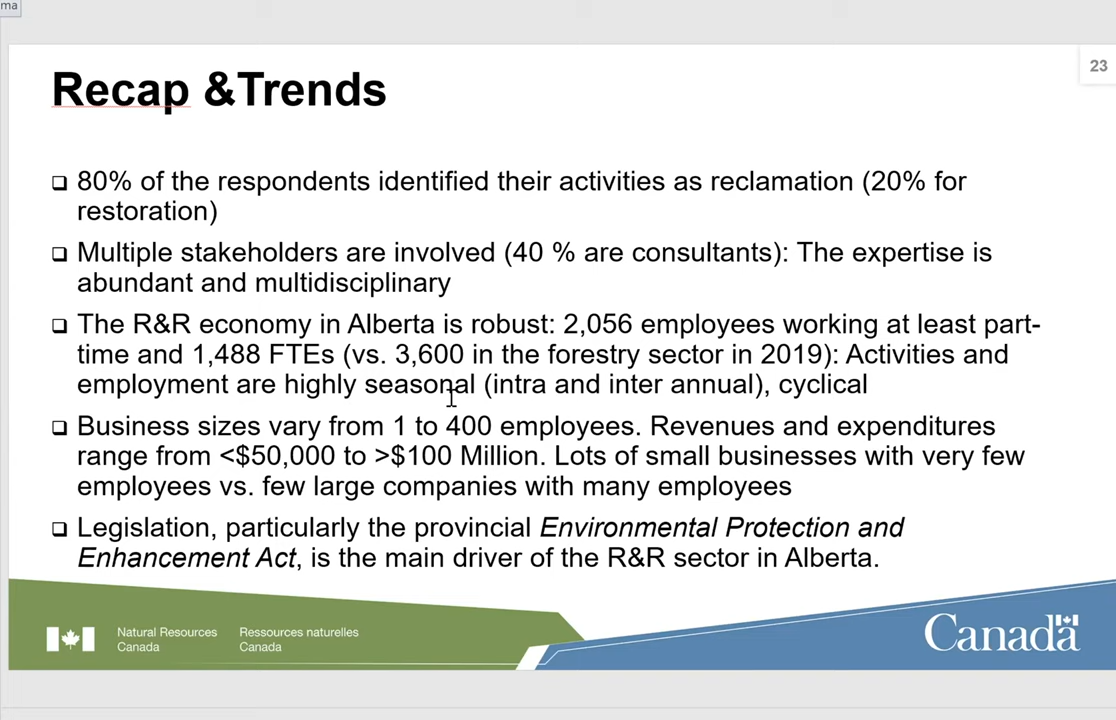 ma
23
Recap &Trends
80% of the respondents identified their activities as reclamation (20% for
restoration)
Multiple stakeholders are involved (40 % are consultants): The expertise is
abundant and multidisciplinary
The R&R economy in Alberta is robust: 2,056 employees working at least part-
time and 1,488 FTEs (vs. 3,600 in the forestry sector in 2019): Activities and
employment are highly seasonal (intra and inter annual), cyclical
Business sizes vary from 1 to 400 employees. Revenues and expenditures
range from <$50,000 to >$100 Million. Lots of small businesses with very few
employees vs. few large companies with many employees
Legislation, particularly the provincial Environmental Protection and
Enhancement Act, is the main driver of the R&R sector in Alberta.
Natural Resources Ressources naturelles
Canada Canada
Canada